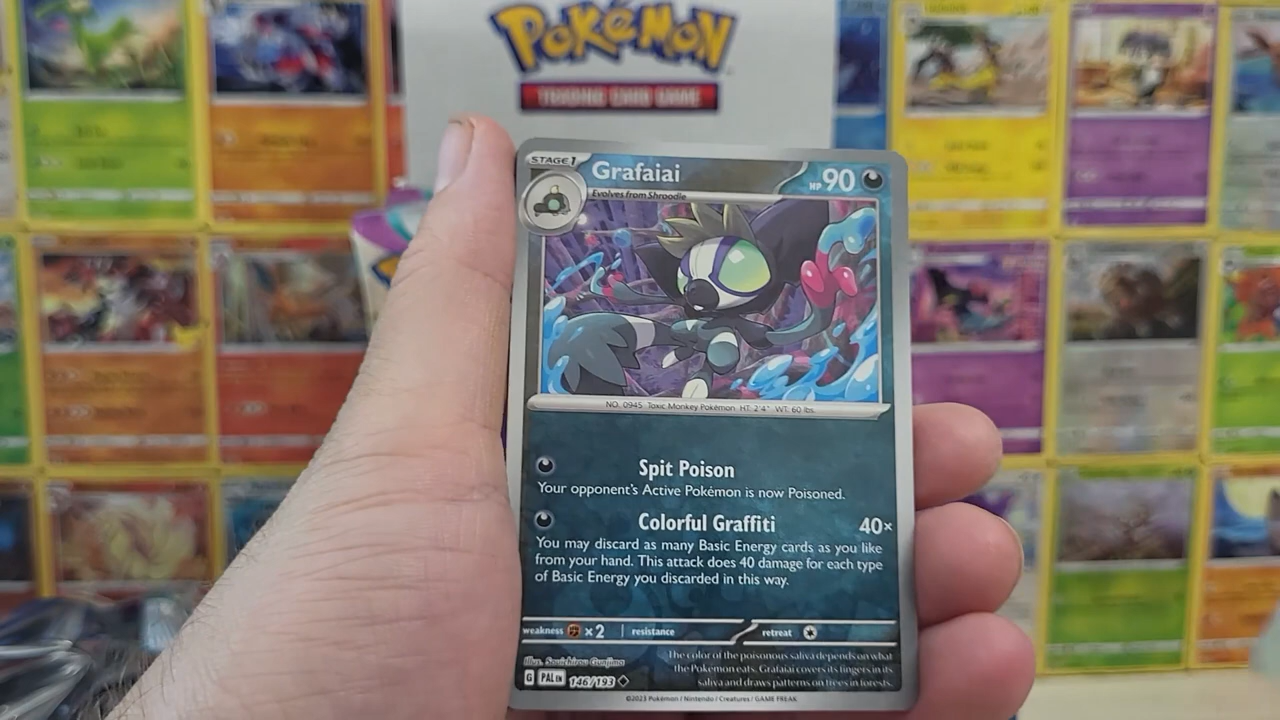 Pokémon
TRADING CARD GAME
STAGE 1
Grafaiai
HP 90
Evolves from Shroodle
NO. 0945 Toxic Monkey Pokémon HT: 2'4" WT: 60 lbs.
Spit Poison
Your opponent's Active Pokémon is now Poisoned.
Colorful Graffiti 40×
You may discard as many Basic Energy cards as you like
from your hand. This attack does 40 damage for each type
of Basic Energy you discarded in this way.
weakness ×2 resistance retreat
Illus. Souichirou Gunjima
The color of the poisonous saliva depends on what
the Pokémon eats. Grafaiai covers its fingers in its
saliva and draws patterns on trees in forests.
G PAL EN 146/193
©2023 Pokémon / Nintendo / Creatures / GAME FREAK